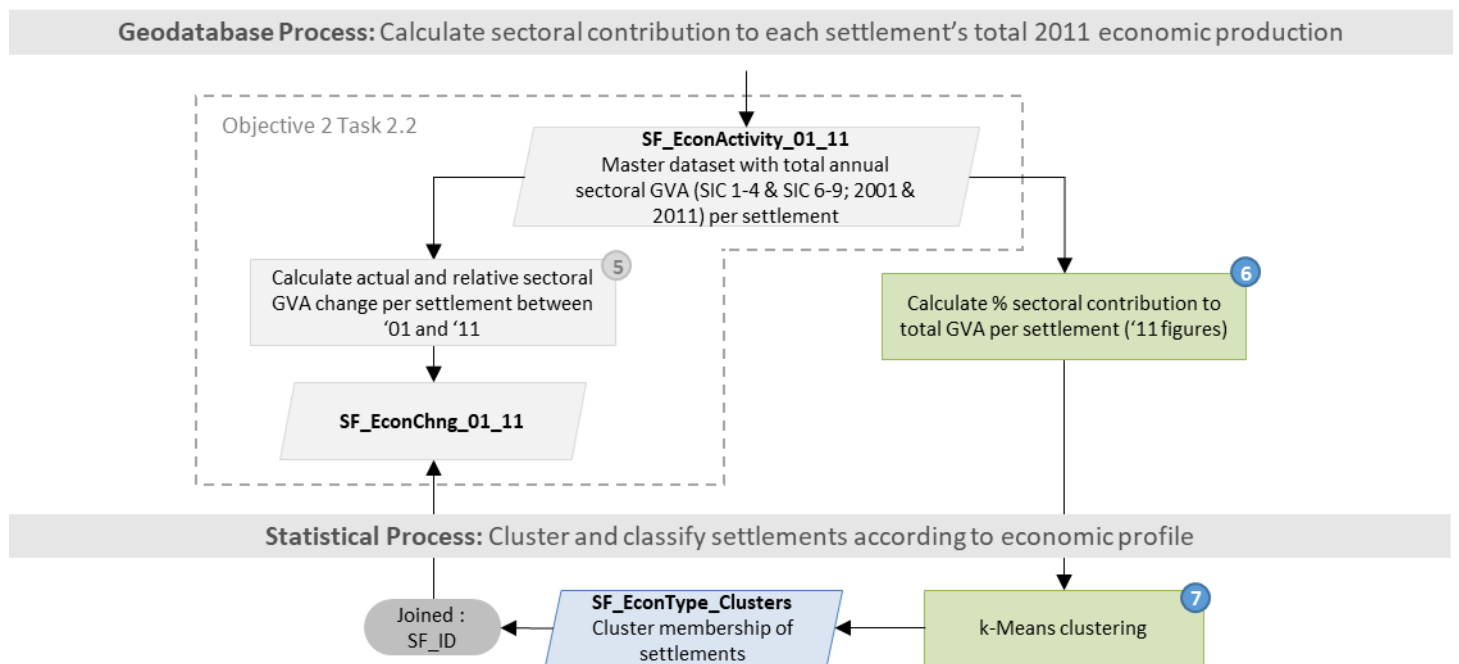 Geodatabase Process: Calculate sectoral contribution to each settlement’s total 2011 economic production
Objective 2 Task 2.2
SF_EconActivity_01_11
Master dataset with total annual
sectoral GVA (SIC 1-4 & SIC 6-9; 2001 &
2011) per settlement
5
Calculate actual and relative sectoral
GVA change per settlement between
‘01 and ‘11
6
Calculate % sectoral contribution to
total GVA per settlement (‘11 figures)
SF_EconChng_01_11
Statistical Process: Cluster and classify settlements according to economic profile
Joined :
SF_ID
SF_EconType_Clusters
Cluster membership of
settlements
7
k-Means clustering